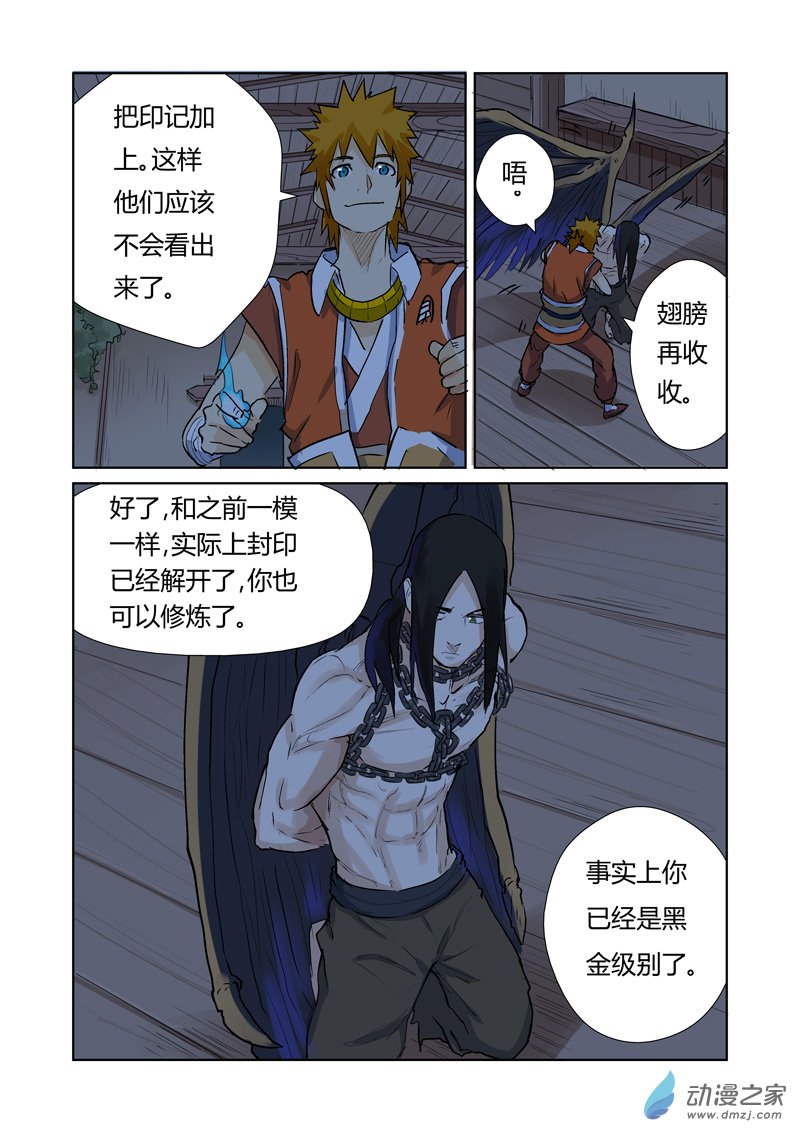 把印记加
上。这样
他们应该
不会看出
来了。
唔。
翅膀
再收
收。
好了，和之前一模
一样，实际上封印
已经解开了，你也
可以修炼了。
事实上你
已经是黑
金级别了。
动漫之家
www.dmzj.com